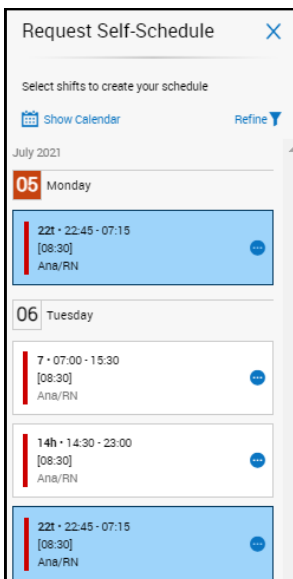 Request Self-Schedule
Select shifts to create your schedule
Show Calendar Refine
July 2021
05 Monday
22t • 22:45 - 07:15
[08:30]
Ana/RN
06 Tuesday
7 • 07:00 - 15:30
[08:30]
Ana/RN
14h • 14:30 - 23:00
[08:30]
Ana/RN
22t • 22:45 - 07:15
[08:30]
Ana/RN